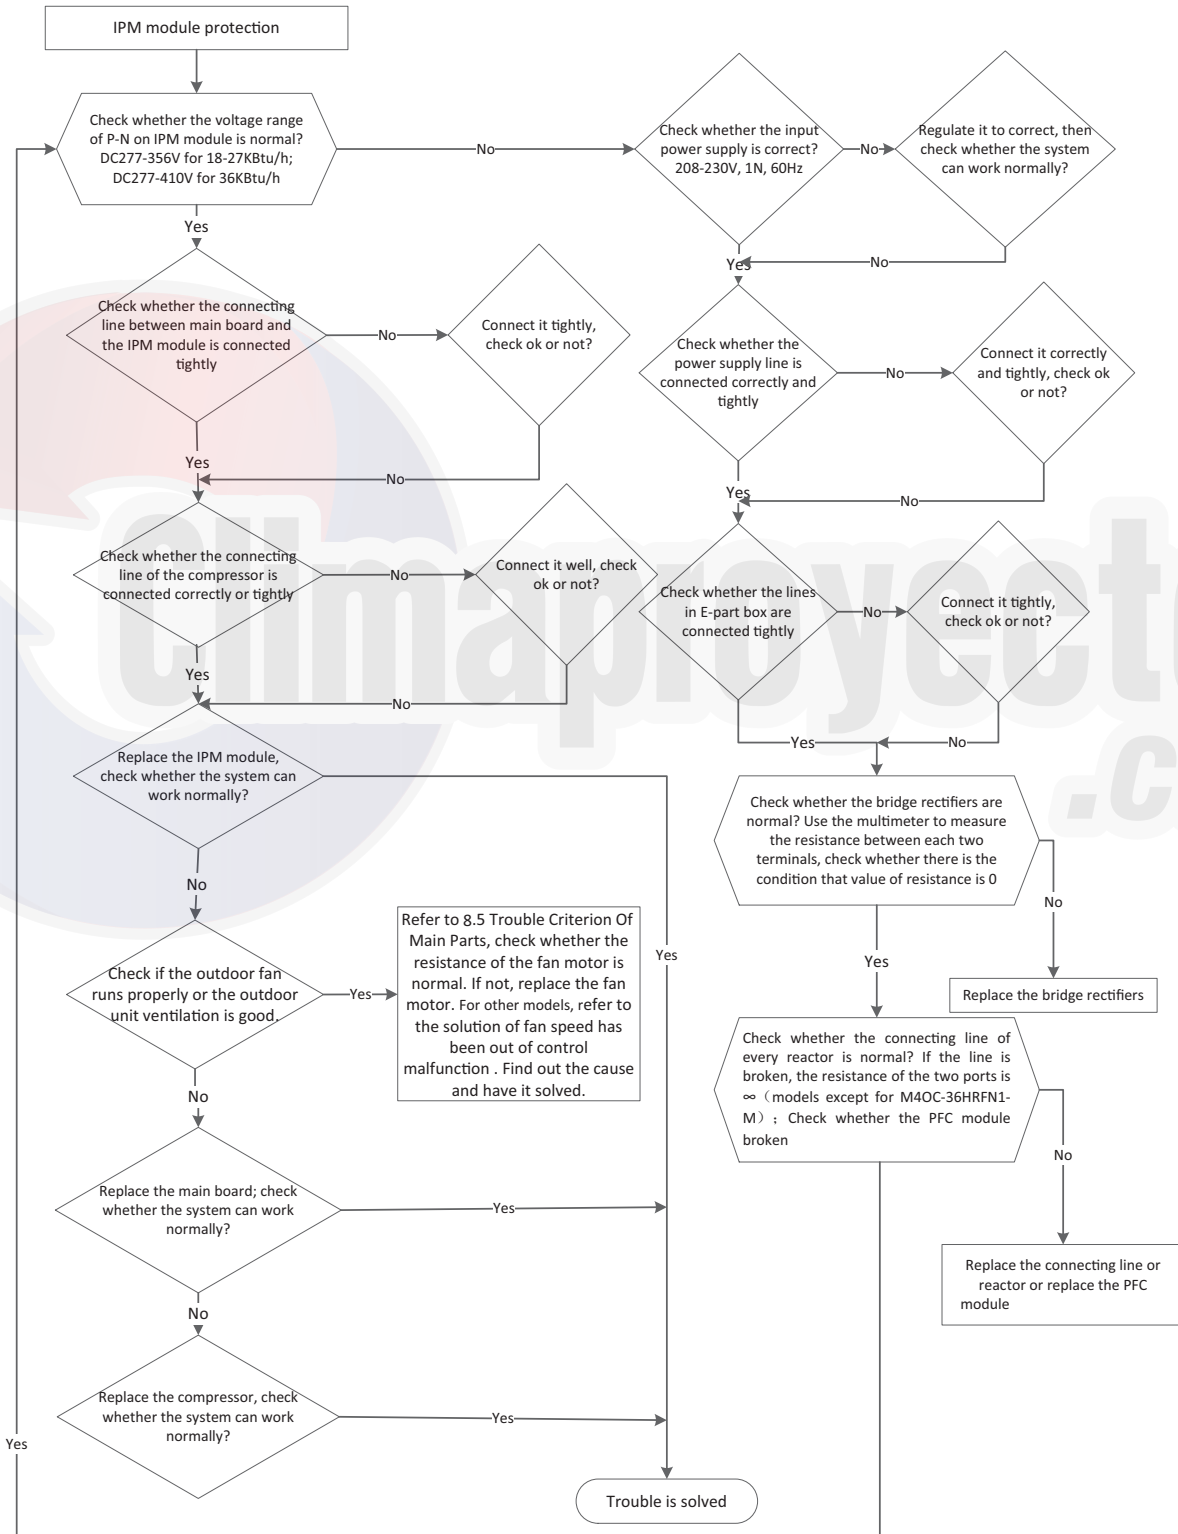 IPM module protection
Check whether the voltage range
of P-N on IPM module is normal?
DC277-356V for 18-27KBtu/h;
DC277-410V for 36KBtu/h
No
Check whether the input
power supply is correct?
208-230V, 1N, 60Hz
No
Regulate it to correct, then
check whether the system
can work normally?
Yes
No
Yes
Check whether the connecting
line between main board and
the IPM module is connected
tightly
No
Connect it tightly,
check ok or not?
Check whether the
power supply line is
connected correctly and
tightly
No
Connect it correctly
and tightly, check ok
or not?
Yes
No
Yes
No
Check whether the connecting
line of the compressor is
connected correctly or tightly
No
Connect it well, check
ok or not?
Check whether the lines
in E-part box are
connected tightly
No
Connect it tightly,
check ok or not?
Climaproyecto
.c
Yes
No
Yes
No
Replace the IPM module,
check whether the system can
work normally?
Check whether the bridge rectifiers are
normal? Use the multimeter to measure
the resistance between each two
terminals, check whether there is the
condition that value of resistance is 0
No
No
Yes
Yes
Replace the bridge rectifiers
Check if the outdoor fan
runs properly or the outdoor
unit ventilation is good.
Yes
Refer to 8.5 Trouble Criterion Of
Main Parts, check whether the
resistance of the fan motor is
normal. If not, replace the fan
motor. For other models, refer to
the solution of fan speed has
been out of control
malfunction . Find out the cause
and have it solved.
Check whether the connecting line of
every reactor is normal? If the line is
broken, the resistance of the two ports is
∞（models except for M4OC-36HRFN1-
M）；Check whether the PFC module
broken
No
No
Replace the main board; check
whether the system can work
normally?
Yes
Replace the connecting line or
reactor or replace the PFC
module
No
Replace the compressor, check
whether the system can work
normally?
Yes
Yes
Trouble is solved